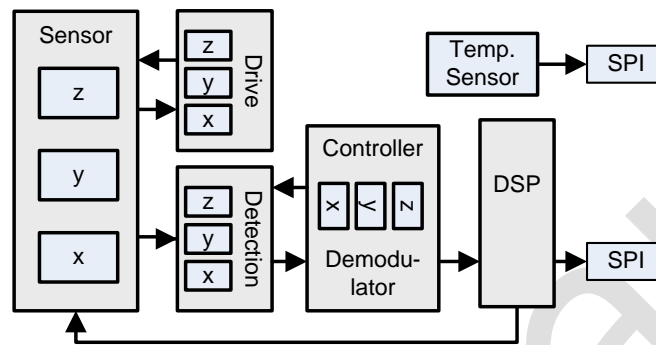 Sensor
z
y
x
z
y
x
Drive
z
y
x
Detection
Controller
x
y
z
Demodu-
lator
DSP
Temp.
Sensor
SPI
SPI